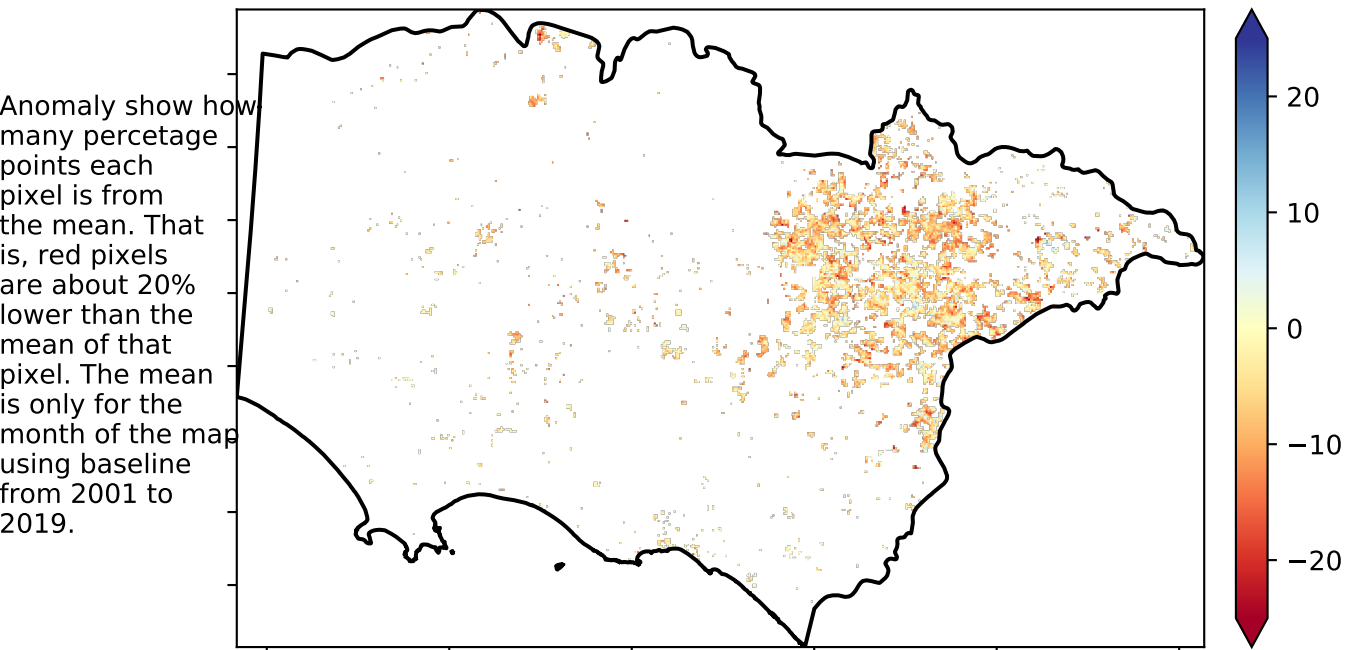 Anomaly show how
many percetage
points each
pixel is from
the mean. That
is, red pixels
are about 20%
lower than the
mean of that
pixel. The mean
is only for the
month of the map
using baseline
from 2001 to
2019.
20
10
0
−10
−20